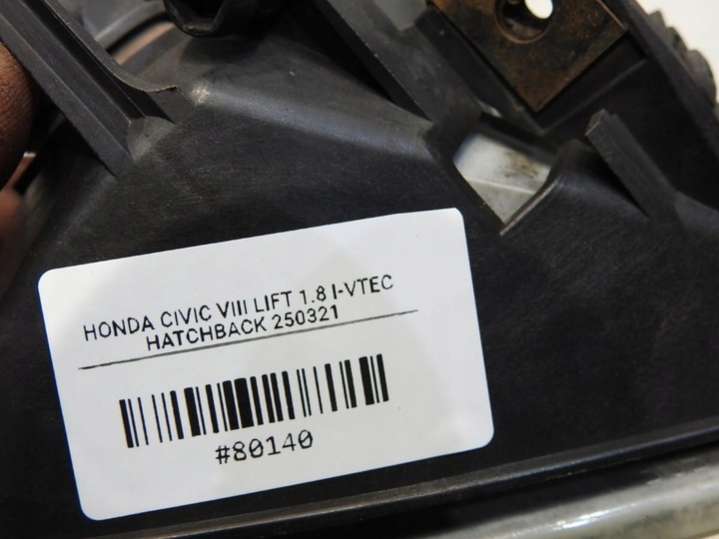 HONDA CIVIC VIII LIFT 1.8 I-VTEC
HATCHBACK 250321
#80140